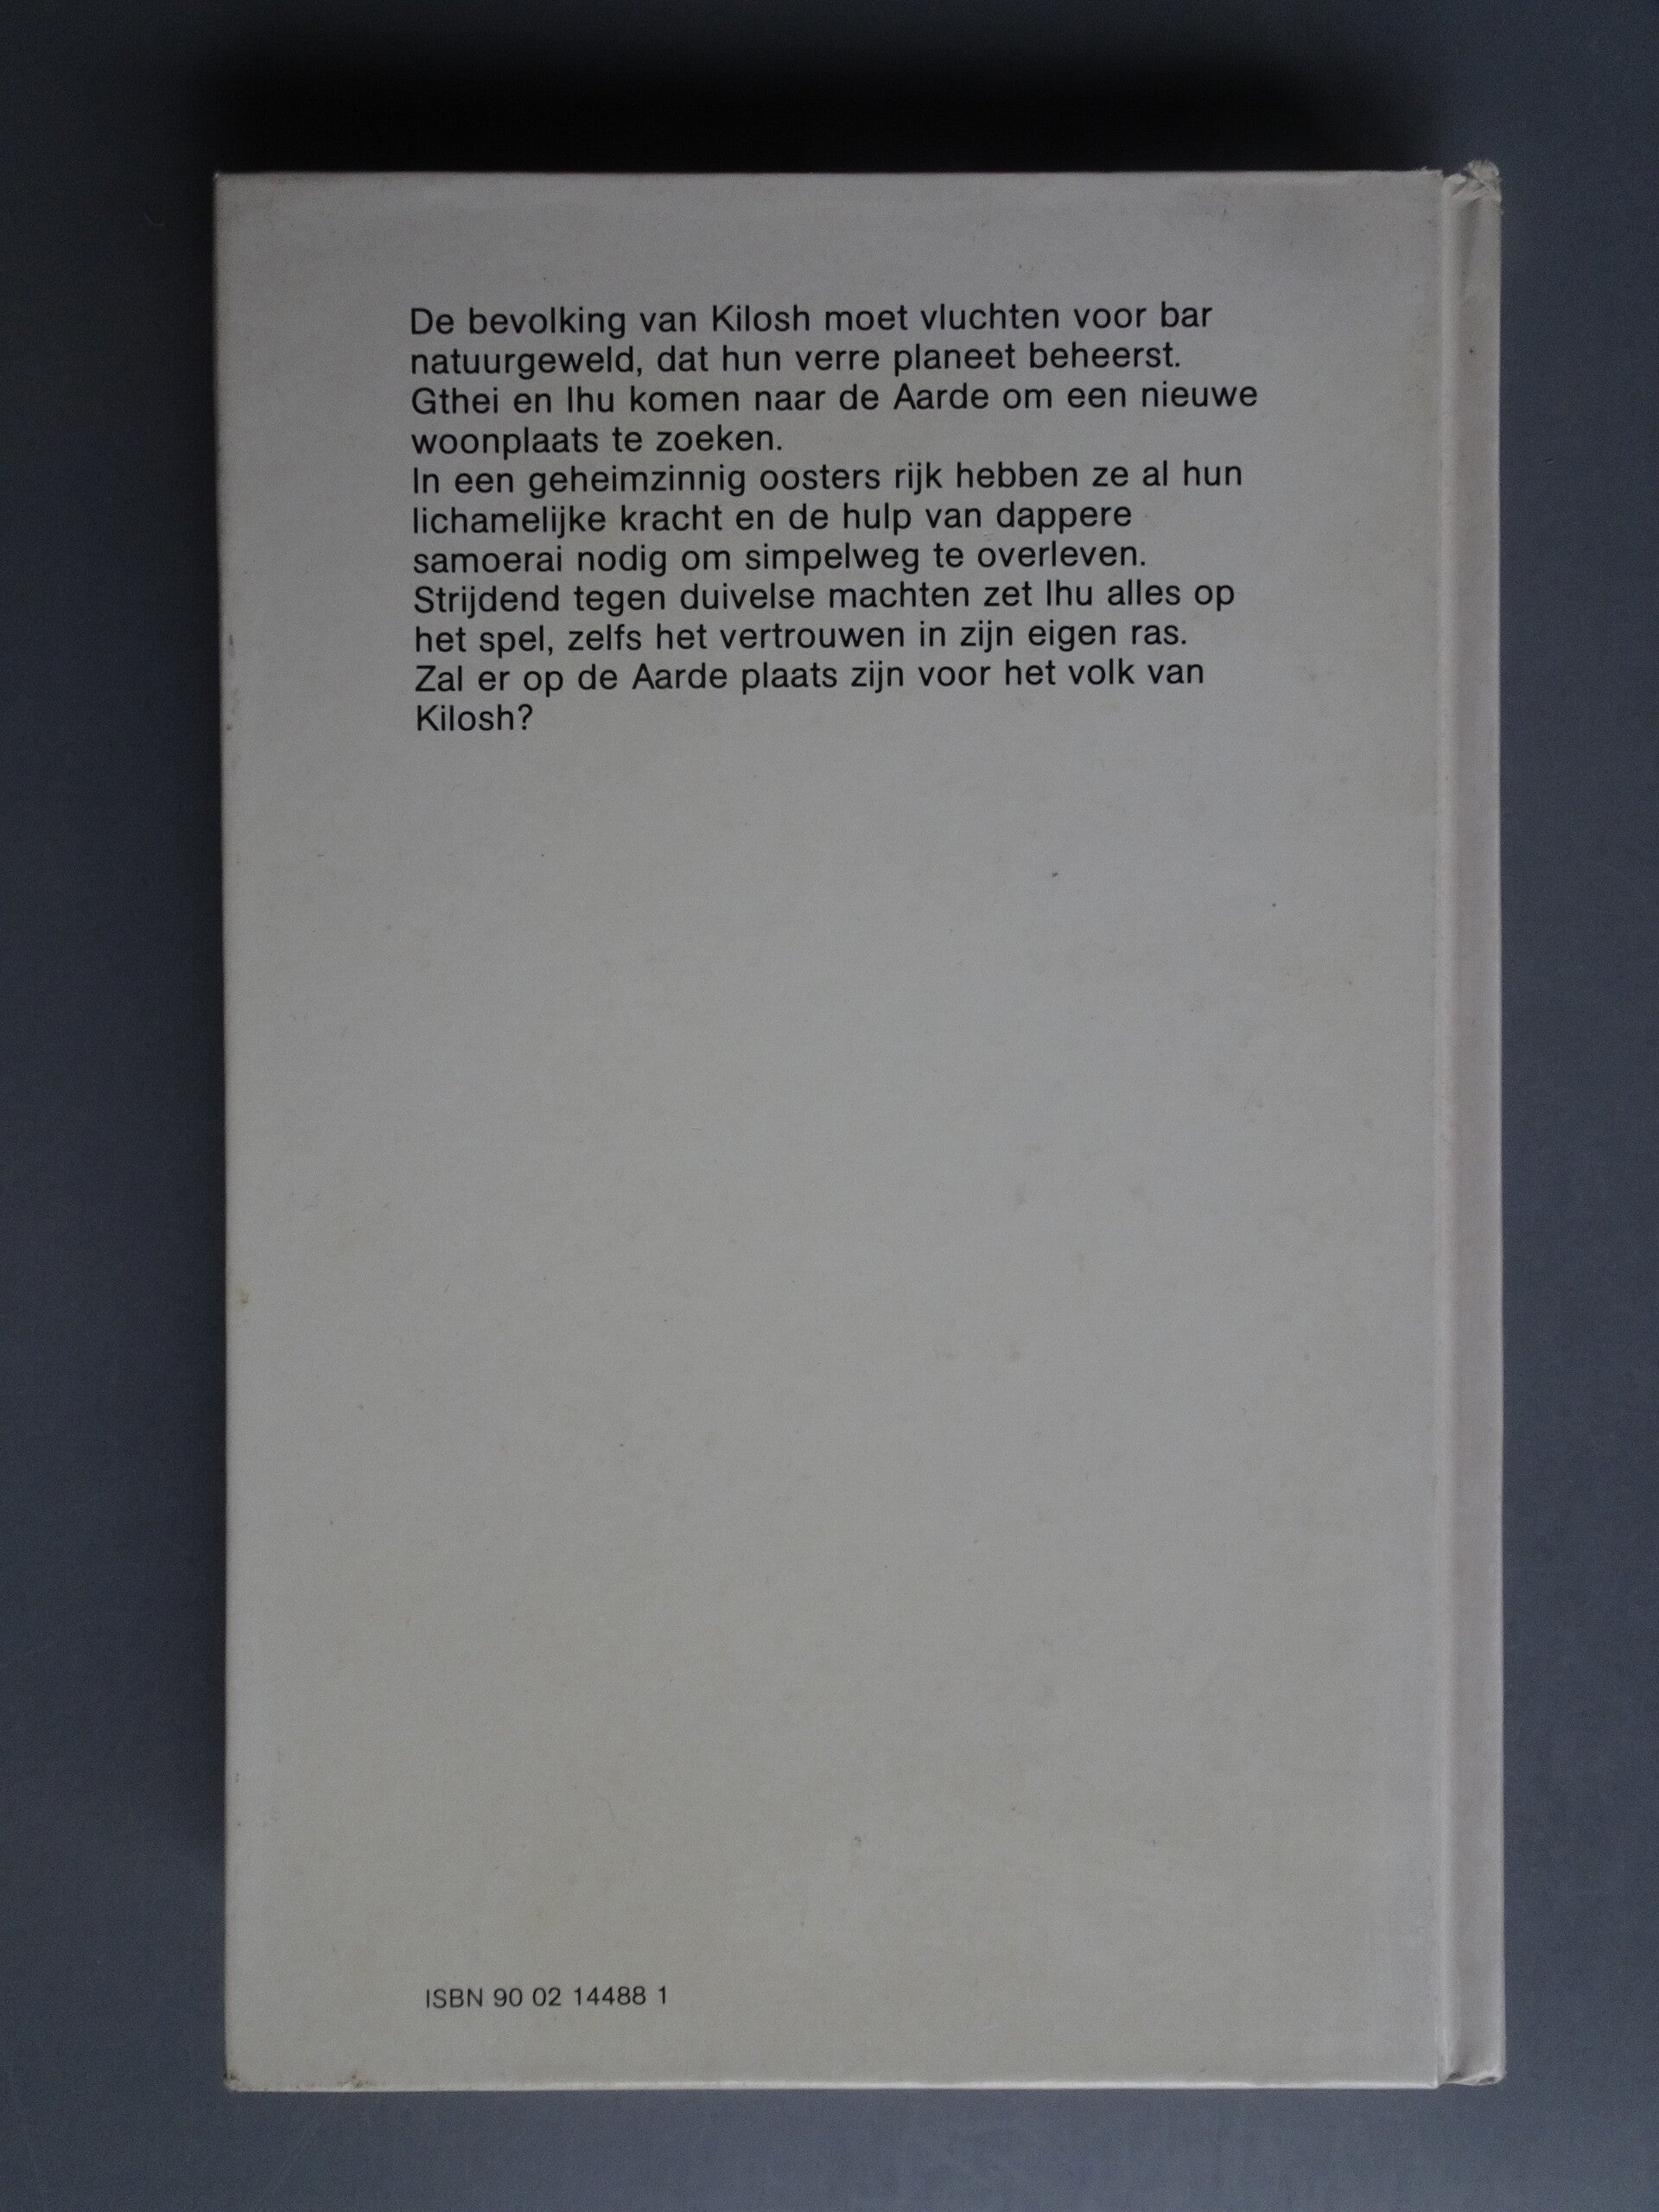 De bevolking van Kilosh moet vluchten voor bar
natuurgeweld, dat hun verre planeet beheerst.
Gthei en Ihu komen naar de Aarde om een nieuwe
woonplaats te zoeken.
In een geheimzinnig oosters rijk hebben ze al hun
lichamelijke kracht en de hulp van dappere
samoerai nodig om simpelweg te overleven.
Strijdend tegen duivelse machten zet Ihu alles op
het spel, zelfs het vertrouwen in zijn eigen ras.
Zal er op de Aarde plaats zijn voor het volk van
Kilosh?
ISBN 90 02 14488 1